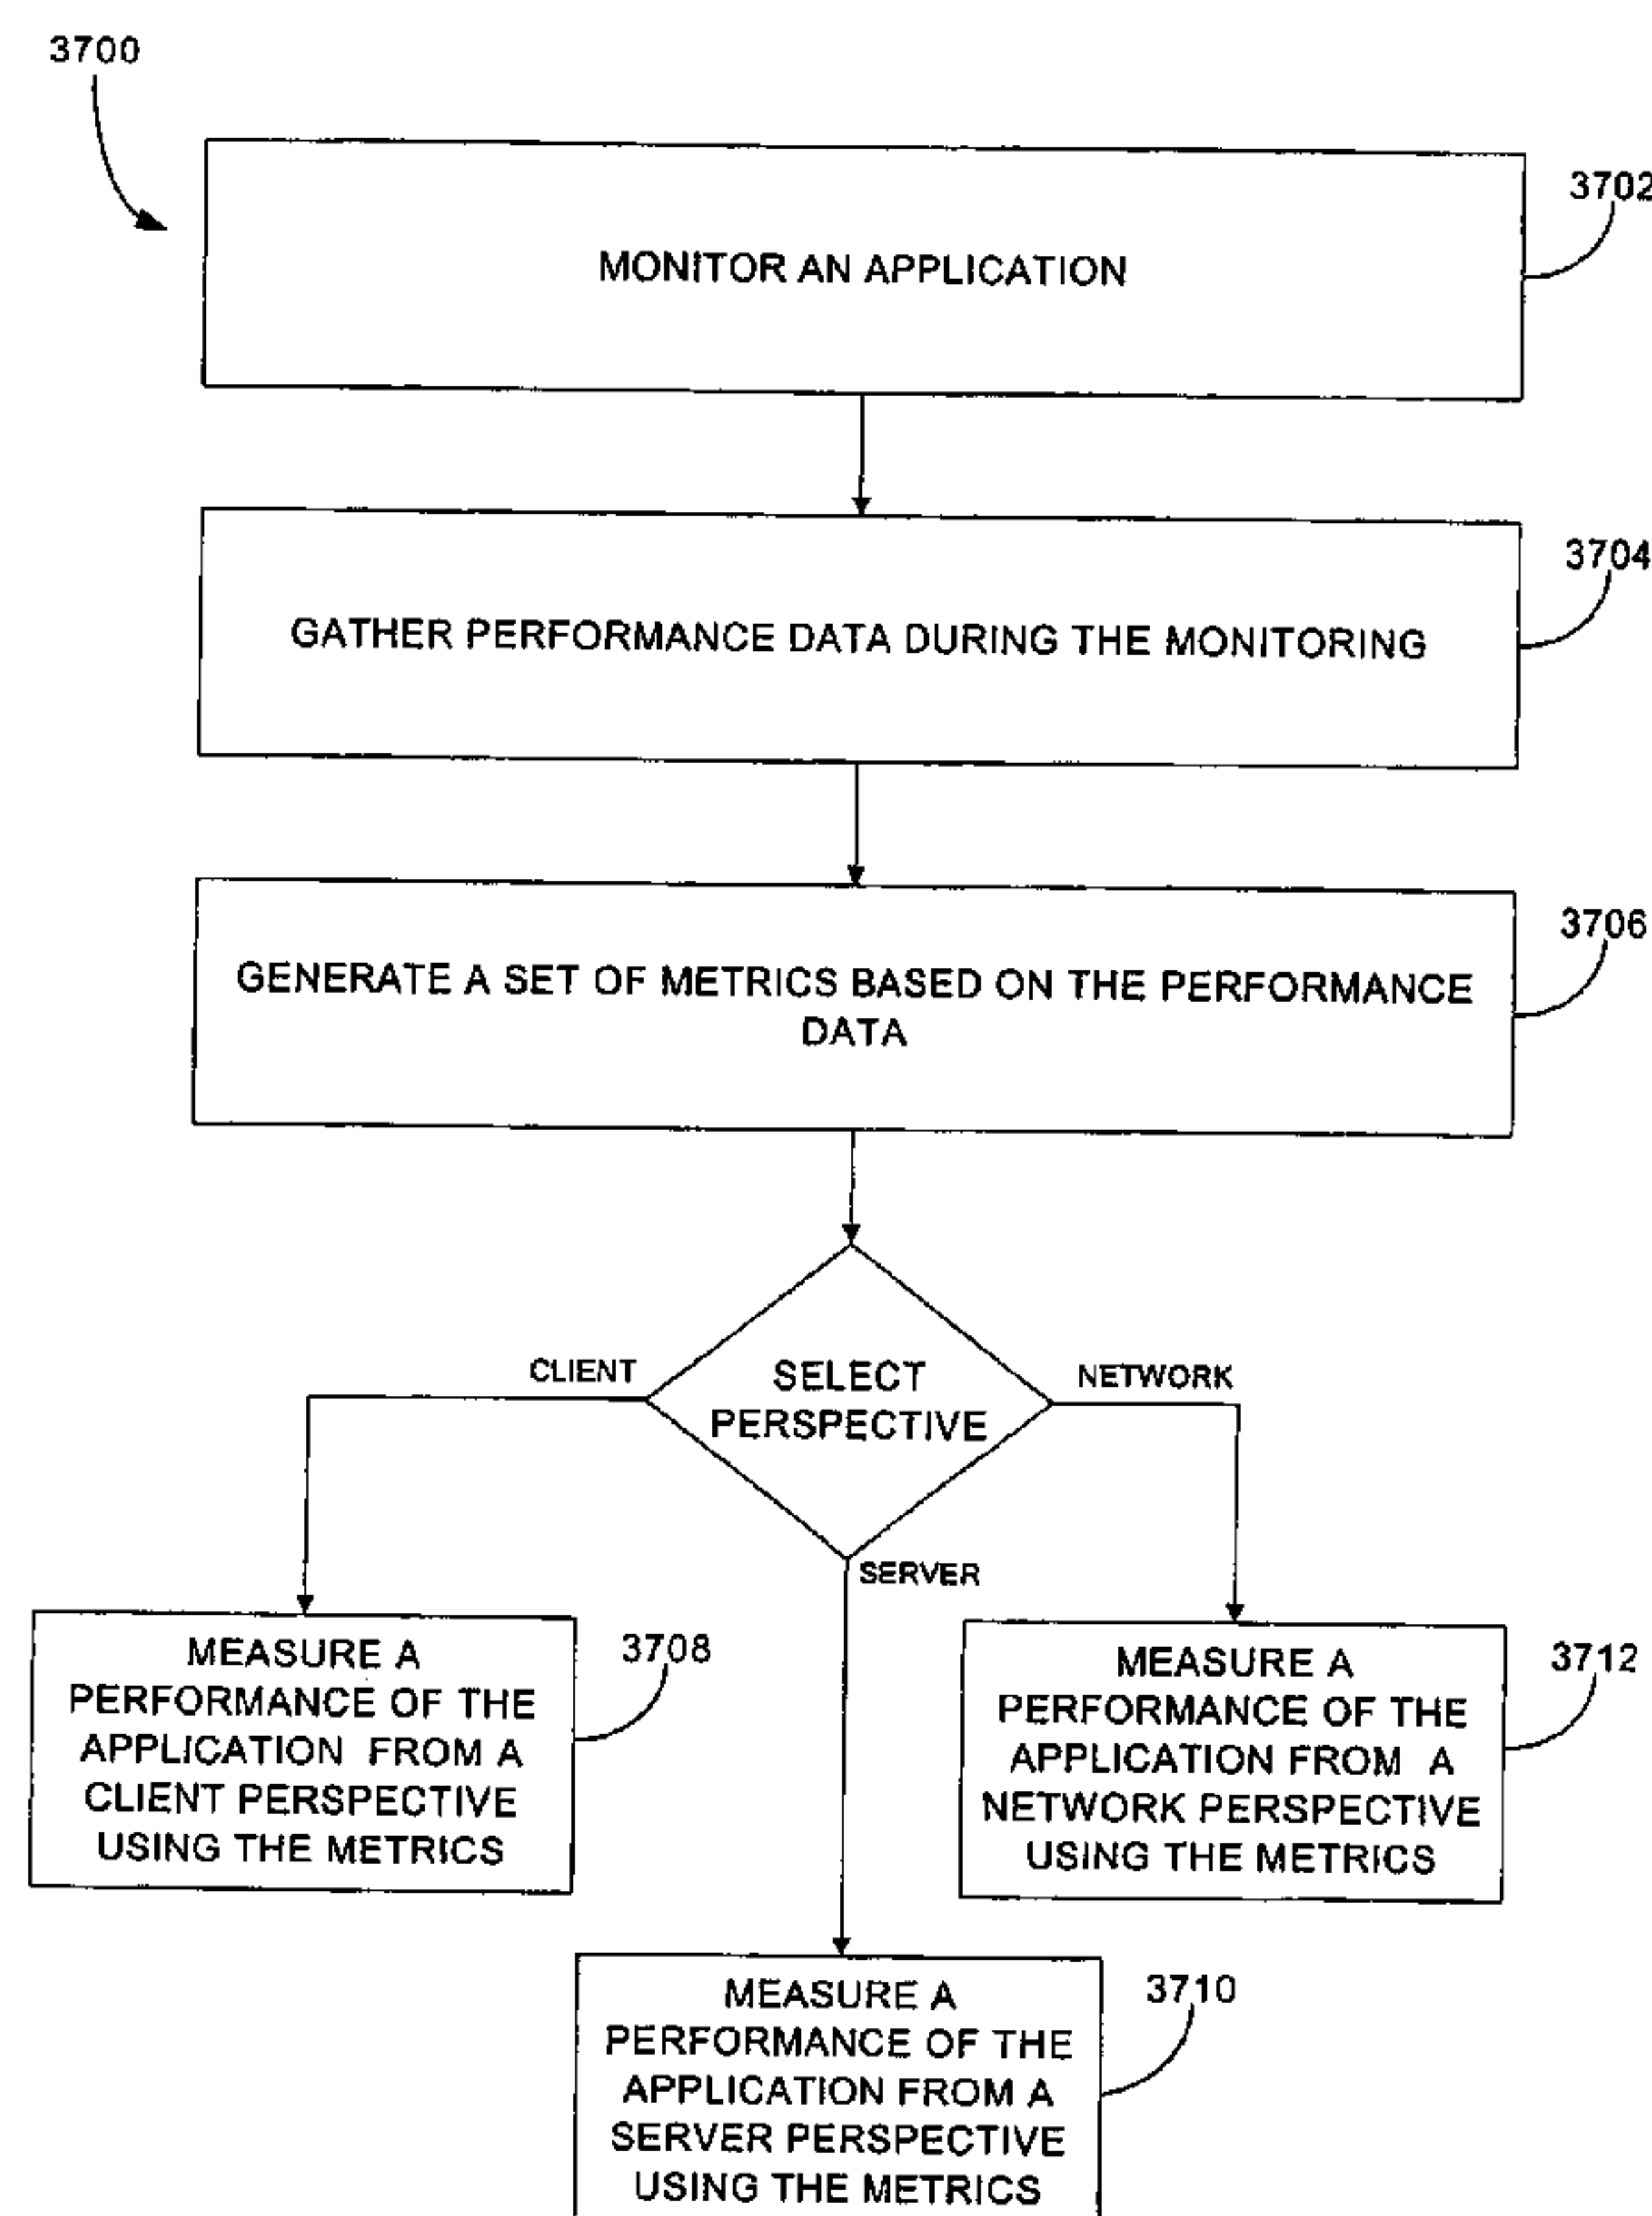 3700
3702
MONITOR AN APPLICATION
3704
GATHER PERFORMANCE DATA DURING THE MONITORING
3706
GENERATE A SET OF METRICS BASED ON THE PERFORMANCE
DATA
CLIENT
SELECT
PERSPECTIVE
NETWORK
SERVER
MEASURE A
PERFORMANCE OF THE
APPLICATION FROM A
CLIENT PERSPECTIVE
USING THE METRICS
3708
MEASURE A
PERFORMANCE OF THE
APPLICATION FROM A
NETWORK PERSPECTIVE
USING THE METRICS
3712
MEASURE A
PERFORMANCE OF THE
APPLICATION FROM A
SERVER PERSPECTIVE
USING THE METRICS
3710